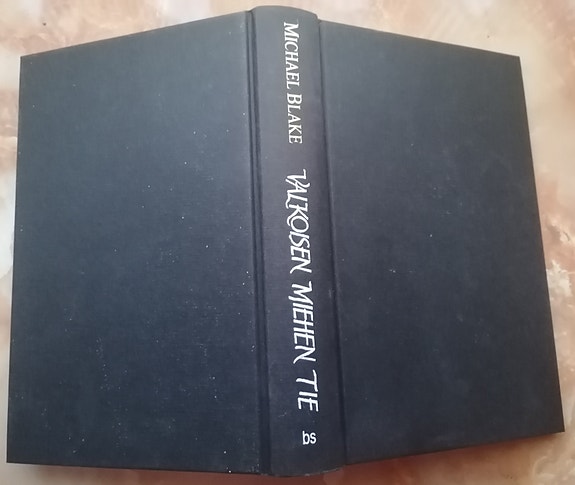 MICHAEL BLAKE
VALKOISEN MIEHEN TIE
bs